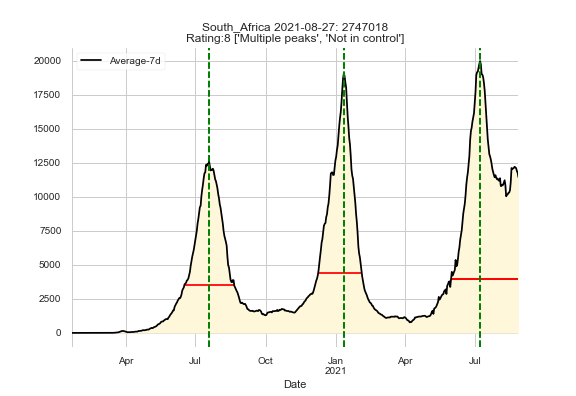 South_Africa 2021-08-27: 2747018
Rating:8 ['Multiple peaks', 'Not in control']
Average-7d
20000
17500
15000
12500
10000
7500
5000
2500
0
Apr Jul Oct Jan Apr Jul
2021
Date